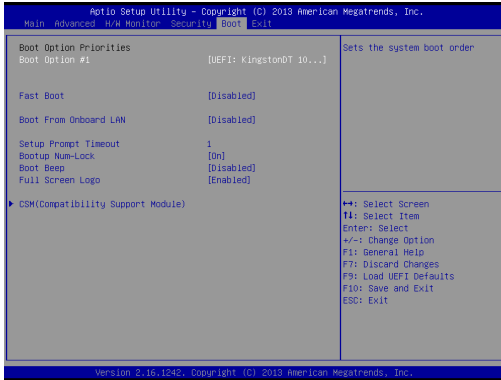 Aptio Setup Utility – Copyright (C) 2013 American Megatrends, Inc.
Main Advanced H/W Monitor Security Boot Exit
Boot Option Priorities
Boot Option #1 [UEFI: KingstonDT 10...]
Fast Boot [Disabled]
Boot From Onboard LAN [Disabled]
Setup Prompt Timeout 1
Bootup Num-Lock [On]
Boot Beep [Disabled]
Full Screen Logo [Enabled]
▶ CSM(Compatibility Support Module)
Sets the system boot order
↔: Select Screen
↑↓: Select Item
Enter: Select
+/-: Change Option
F1: General Help
F7: Discard Changes
F9: Load UEFI Defaults
F10: Save and Exit
ESC: Exit
Version 2.16.1242. Copyright (C) 2013 American Megatrends, Inc.